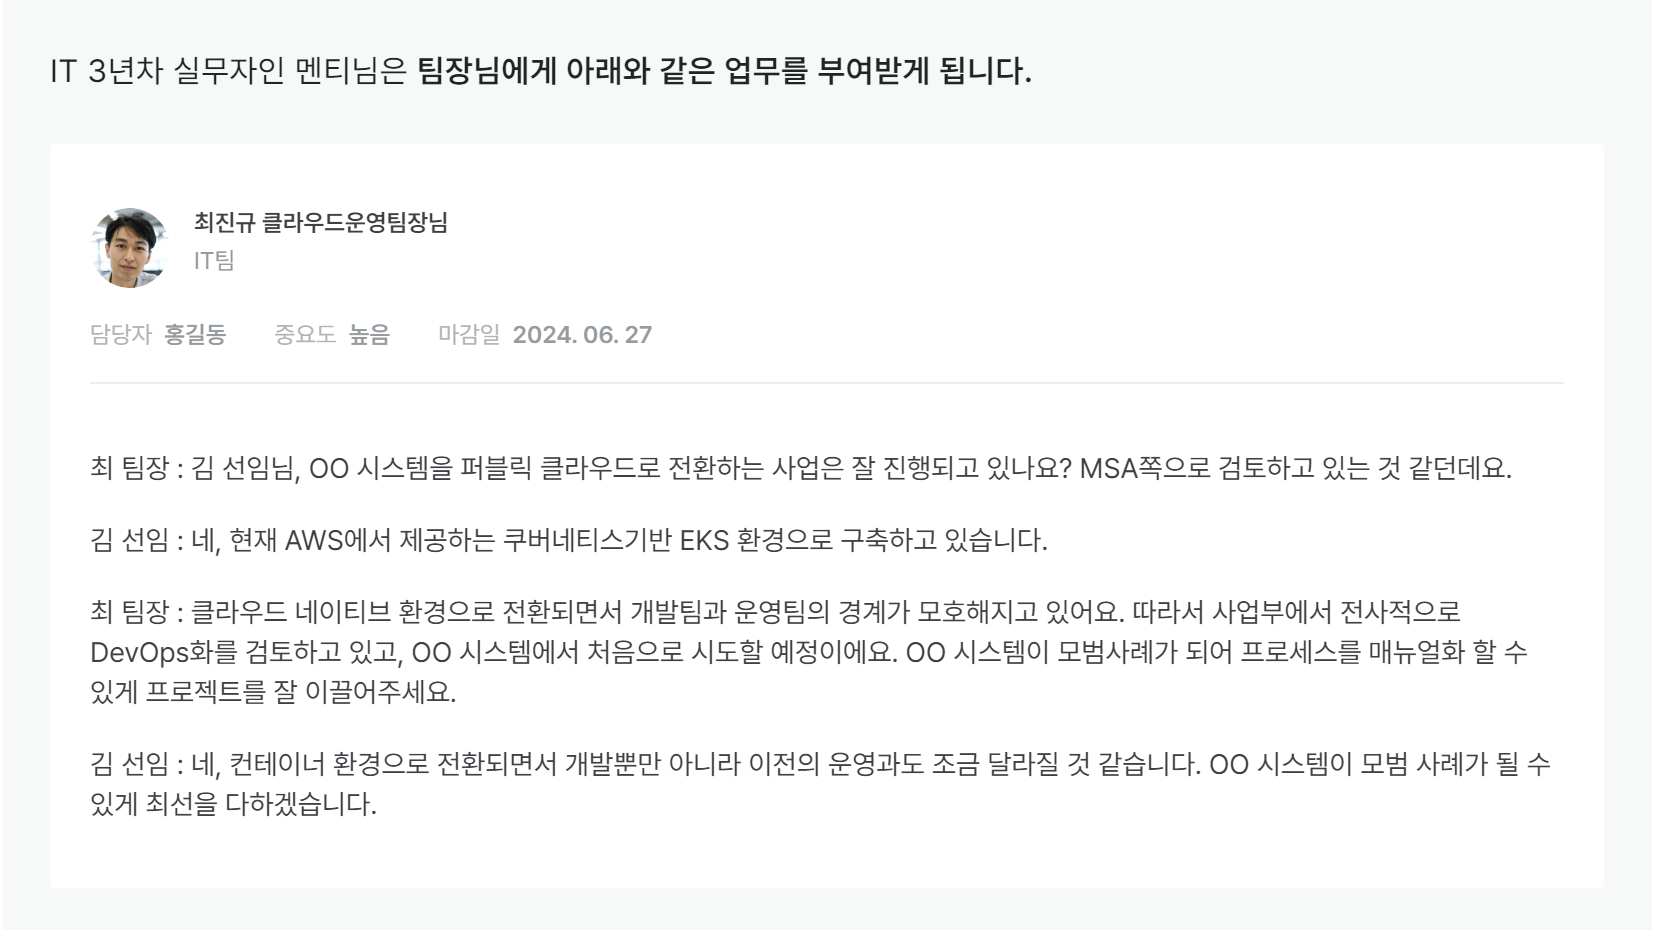 IT 3년차 실무자인 멘티님은 팀장님에게 아래와 같은 업무를 부여받게 됩니다.
최진규 클라우드운영팀장님
IT팀
담당자 홍길동 중요도 높음 마감일 2024. 06. 27
최 팀장 : 김 선임님, OO 시스템을 퍼블릭 클라우드로 전환하는 사업은 잘 진행되고 있나요? MSA쪽으로 검토하고 있는 것 같던데요.
김 선임 : 네, 현재 AWS에서 제공하는 쿠버네티스기반 EKS 환경으로 구축하고 있습니다.
최 팀장 : 클라우드 네이티브 환경으로 전환되면서 개발팀과 운영팀의 경계가 모호해지고 있어요. 따라서 사업부에서 전사적으로
DevOps화를 검토하고 있고, OO 시스템에서 처음으로 시도할 예정이에요. OO 시스템이 모범사례가 되어 프로세스를 매뉴얼화 할 수
있게 프로젝트를 잘 이끌어주세요.
김 선임 : 네, 컨테이너 환경으로 전환되면서 개발뿐만 아니라 이전의 운영과도 조금 달라질 것 같습니다. OO 시스템이 모범 사례가 될 수
있게 최선을 다하겠습니다.